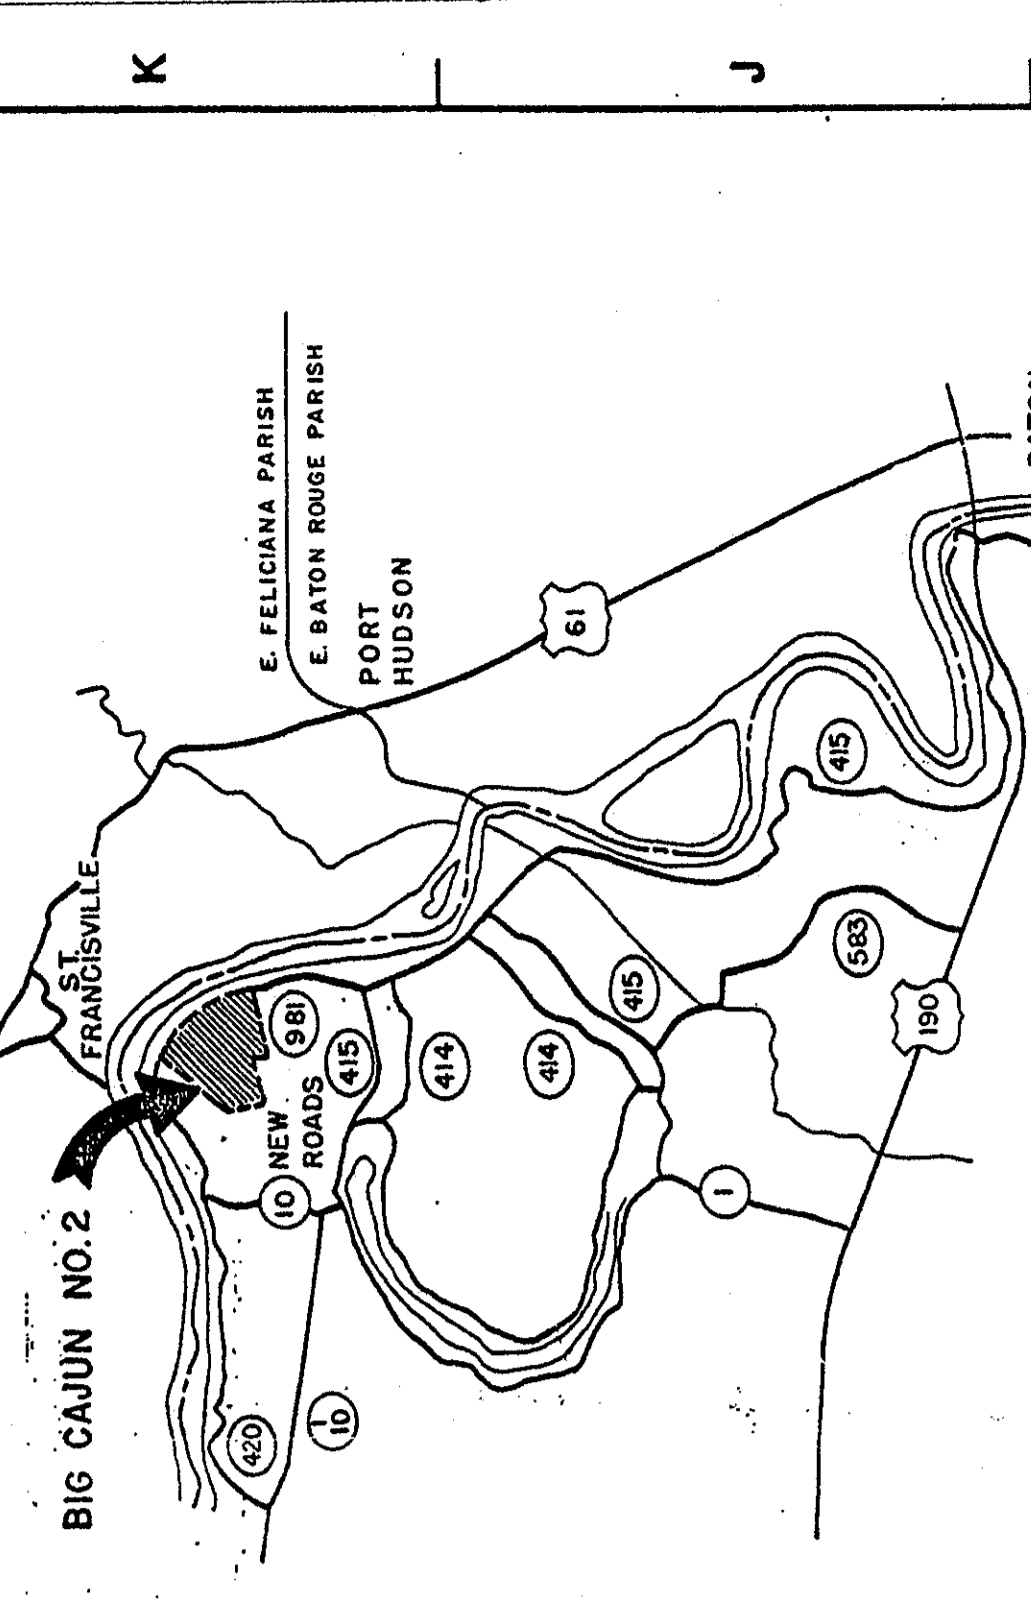 K
J
BIG CAJUN NO. 2
ST.
FRANCISVILLE
E. FELICIANA PARISH
E. BATON ROUGE PARISH
PORT
HUDSON
61
NEW
ROADS
981
10
415
414
414
415
415
583
190
1
420
1
10